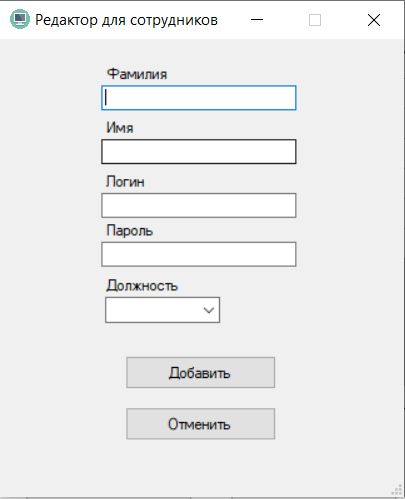 Редактор для сотрудников
Фамилия
Имя
Логин
Пароль
Должность
Добавить
Отменить